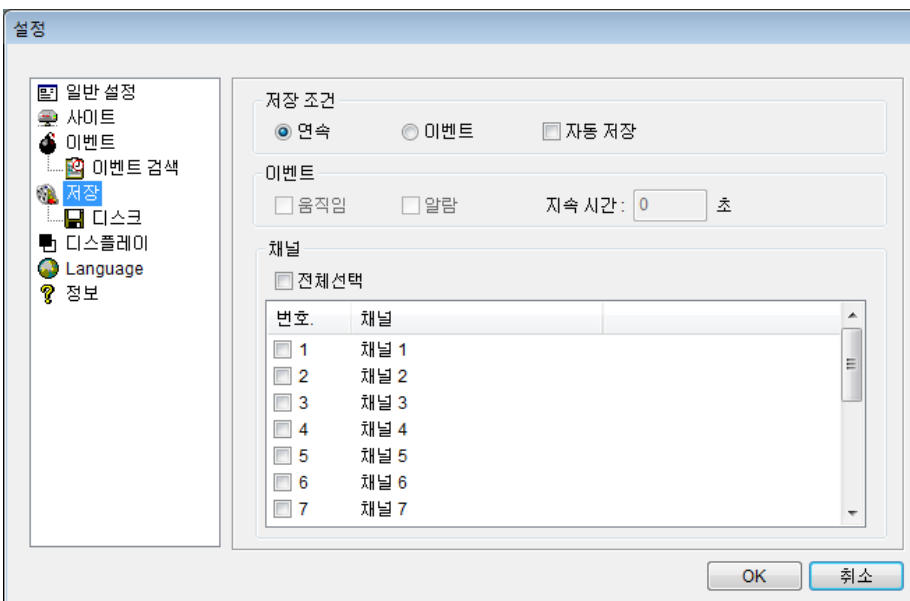 설정
일반 설정
사이트
이벤트
이벤트 검색
저장
디스크
디스플레이
Language
정보
저장 조건
연속 이벤트 자동 저장
이벤트
움직임 알람 지속 시간 : 0 초
채널
전체선택
번호. 채널
1 채널 1
2 채널 2
3 채널 3
4 채널 4
5 채널 5
6 채널 6
7 채널 7
OK 취소